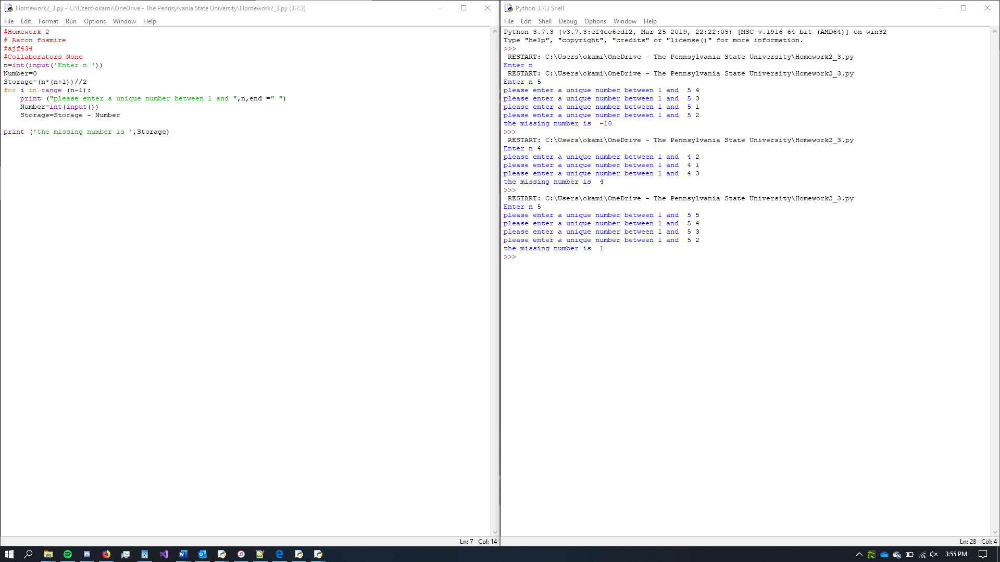 Homework2_3.py - C:\Users\okami\OneDrive - The Pennsylvania State University\Homework2_3.py (3.7.3)
File Edit Format Run Options Window Help
#Homework 2
# Aaron fosmire
#ajf434
#Collaborators None
n=int(input('Enter n '))
Number=0
Storage=(n*(n+1))//2
for i in range (n-1):
    print ("please enter a unique number between 1 and ",n,end =" ")
    Number=int(input())
    Storage=Storage - Number
print ('the missing number is ',Storage)
Ln: 7 Col: 14
Python 3.7.3 Shell
File Edit Shell Debug Options Window Help
Python 3.7.3 (v3.7.3:ef4ec6ed12, Mar 25 2019, 22:22:05) [MSC v.1916 64 bit (AMD64)] on win32
Type "help", "copyright", "credits" or "license()" for more information.
>>>
 RESTART: C:\Users\okami\OneDrive - The Pennsylvania State University\Homework2_3.py
Enter n
 RESTART: C:\Users\okami\OneDrive - The Pennsylvania State University\Homework2_3.py
Enter n 5
please enter a unique number between 1 and  5 4
please enter a unique number between 1 and  5 3
please enter a unique number between 1 and  5 1
please enter a unique number between 1 and  5 2
the missing number is  -10
>>>
 RESTART: C:\Users\okami\OneDrive - The Pennsylvania State University\Homework2_3.py
Enter n 4
please enter a unique number between 1 and  4 2
please enter a unique number between 1 and  4 1
please enter a unique number between 1 and  4 3
the missing number is  4
>>>
 RESTART: C:\Users\okami\OneDrive - The Pennsylvania State University\Homework2_3.py
Enter n 5
please enter a unique number between 1 and  5 5
please enter a unique number between 1 and  5 4
please enter a unique number between 1 and  5 3
please enter a unique number between 1 and  5 2
the missing number is  1
>>>
Ln: 28 Col: 4
3:55 PM